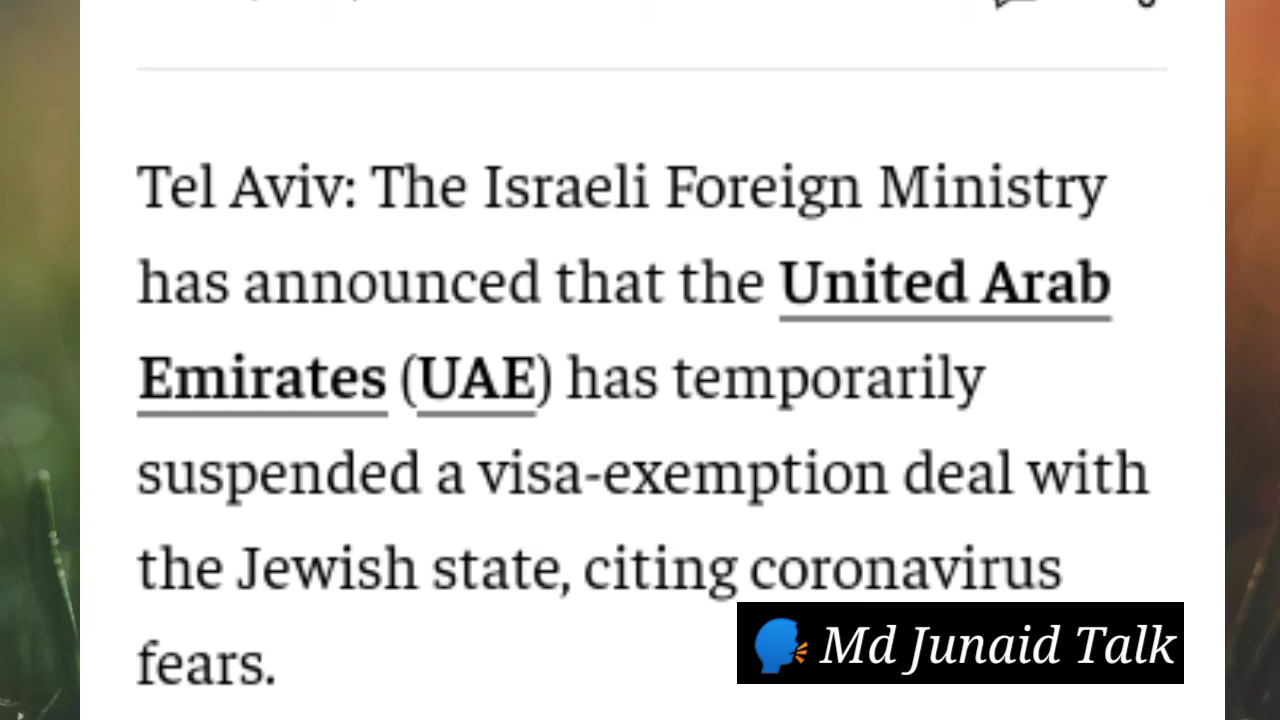 Tel Aviv: The Israeli Foreign Ministry
has announced that the United Arab
Emirates (UAE) has temporarily
suspended a visa-exemption deal with
the Jewish state, citing coronavirus
fears.
Md Junaid Talk